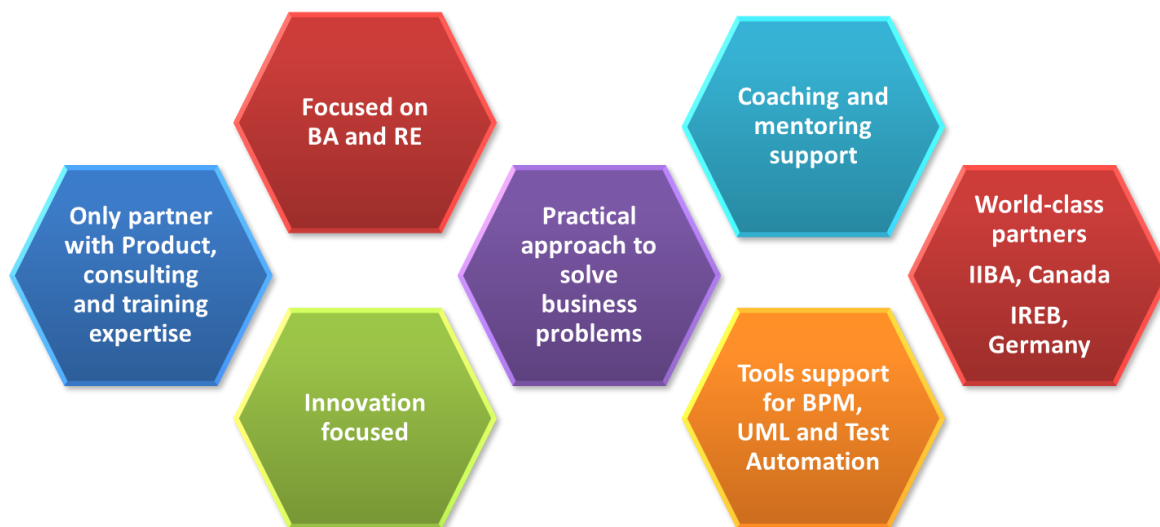 Focused on
BA and RE
Coaching and
mentoring
support
Only partner
with Product,
consulting
and training
expertise
Practical
approach to
solve
business
problems
World-class
partners
IIBA, Canada
IREB,
Germany
Innovation
focused
Tools support
for BPM,
UML and Test
Automation